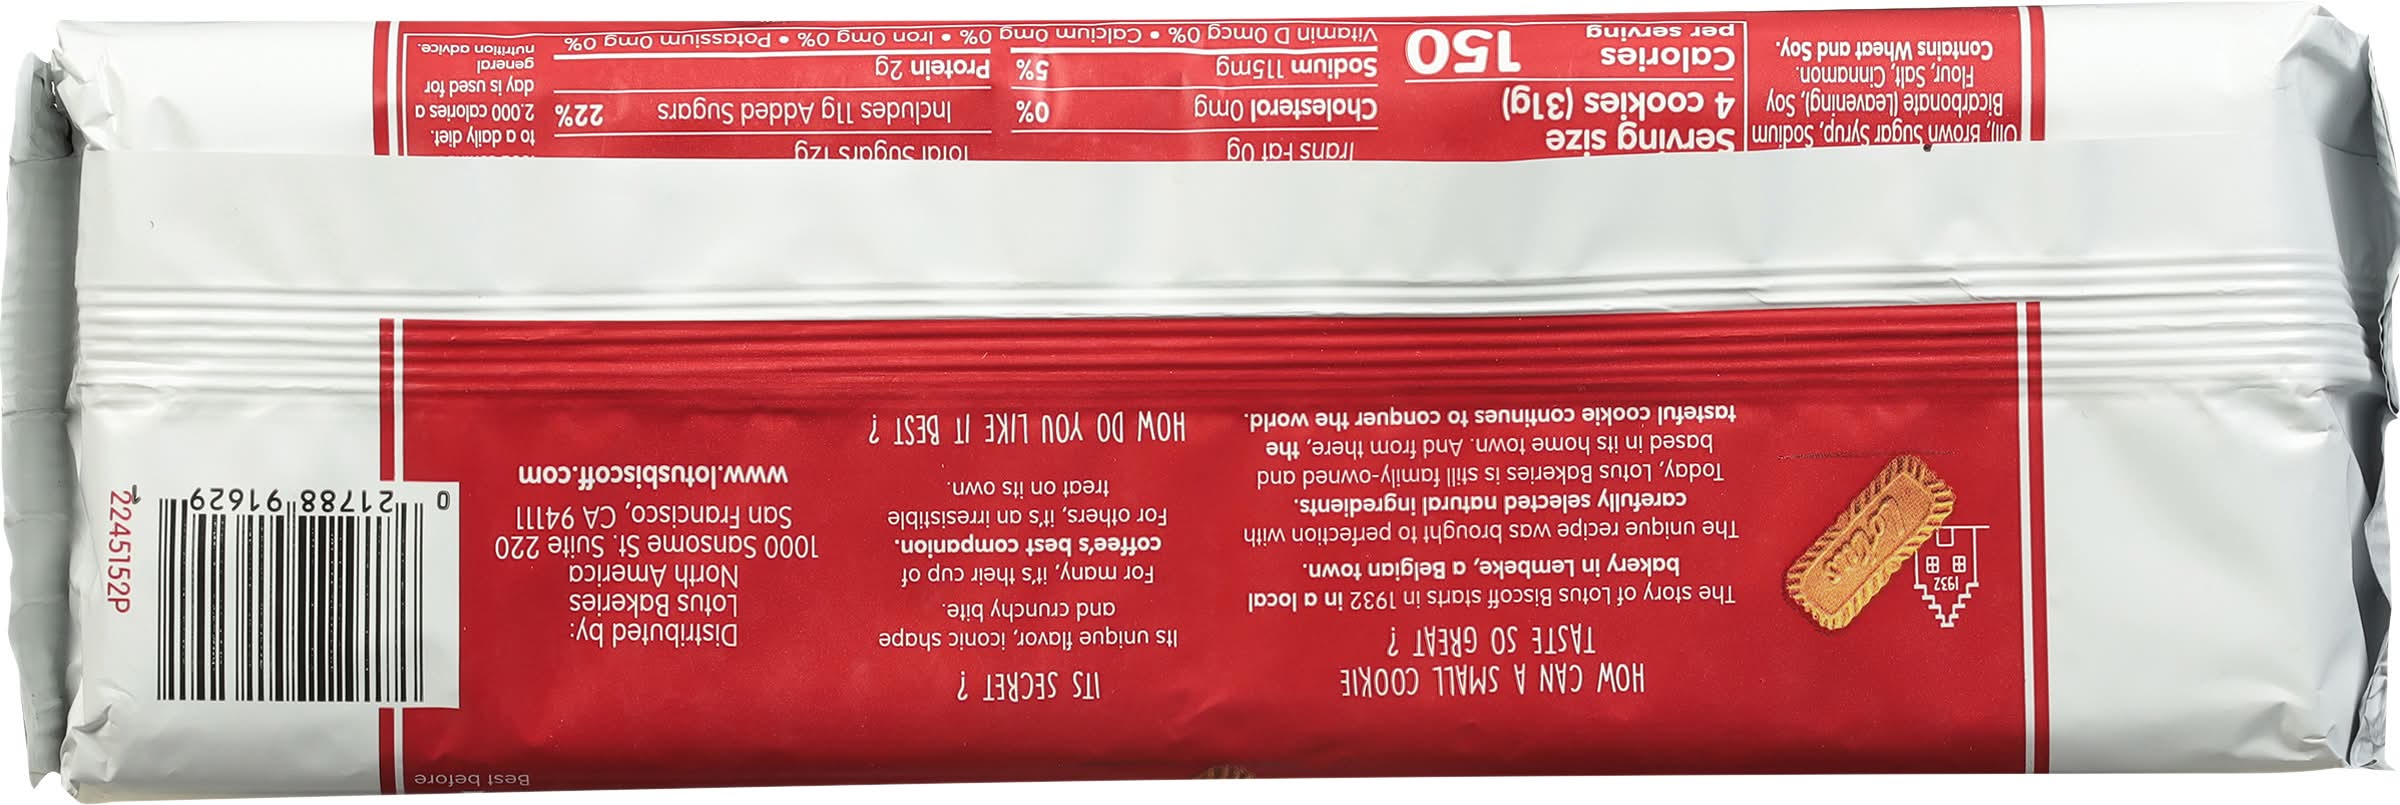 HOW CAN A SMALL COOKIE
TASTE SO GREAT ?
The story of Lotus Biscoff starts in 1932 in a local
bakery in Lembeke, a Belgian town.
The unique recipe was brought to perfection with
carefully selected natural ingredients.
Today, Lotus Bakeries is still family-owned and
based in its home town. And from there, the
tasteful cookie continues to conquer the world.
1932
Lotus
ITS SECRET ?
Its unique flavor, iconic shape
and crunchy bite.
For many, it's their cup of
coffee's best companion.
For others, it's an irresistible
treat on its own.
HOW DO YOU LIKE IT BEST ?
Best before
Distributed by:
Lotus Bakeries
North America
1000 Sansome St. Suite 220
San Francisco, CA 94111
www.lotusbiscoff.com
0 21788 91629
2245152P
Oil), Brown Sugar Syrup, Sodium
Bicarbonate (Leavening), Soy
Flour, Salt, Cinnamon.
Contains Wheat and Soy.
Serving size
4 cookies (31g)
Calories 150
per serving
Trans Fat 0g
Cholesterol 0mg 0%
Sodium 115mg 5%
Total Sugars 12g
Includes 11g Added Sugars 22%
Protein 2g
Vitamin D 0mcg 0% • Calcium 0mg 0% • Iron 0mg 0% • Potassium 0mg 0%
to a daily diet.
2,000 calories a
day is used for
general
nutrition advice.